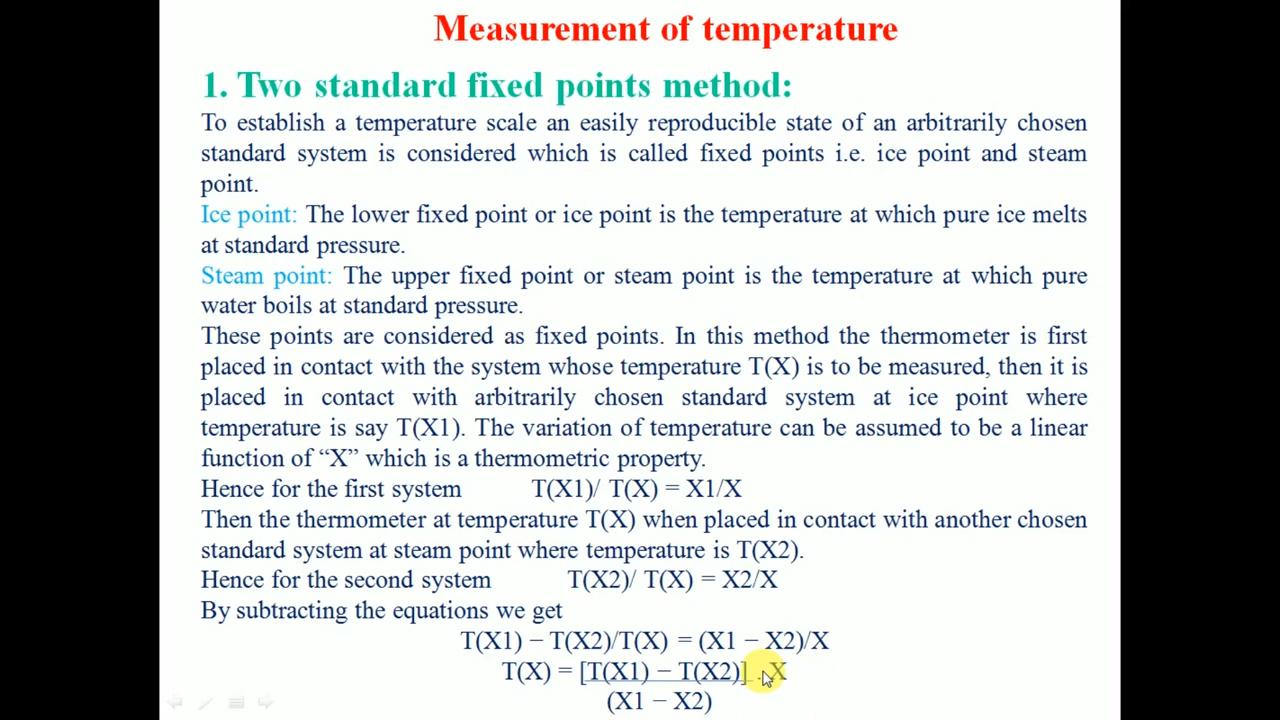 Measurement of temperature
1. Two standard fixed points method:
To establish a temperature scale an easily reproducible state of an arbitrarily chosen
standard system is considered which is called fixed points i.e. ice point and steam
point.
Ice point: The lower fixed point or ice point is the temperature at which pure ice melts
at standard pressure.
Steam point: The upper fixed point or steam point is the temperature at which pure
water boils at standard pressure.
These points are considered as fixed points. In this method the thermometer is first
placed in contact with the system whose temperature T(X) is to be measured, then it is
placed in contact with arbitrarily chosen standard system at ice point where
temperature is say T(X1). The variation of temperature can be assumed to be a linear
function of “X” which is a thermometric property.
Hence for the first system T(X1)/ T(X) = X1/X
Then the thermometer at temperature T(X) when placed in contact with another chosen
standard system at steam point where temperature is T(X2).
Hence for the second system T(X2)/ T(X) = X2/X
By subtracting the equations we get
T(X1) − T(X2)/T(X) = (X1 − X2)/X
T(X) = [T(X1) − T(X2)] . X
(X1 − X2)